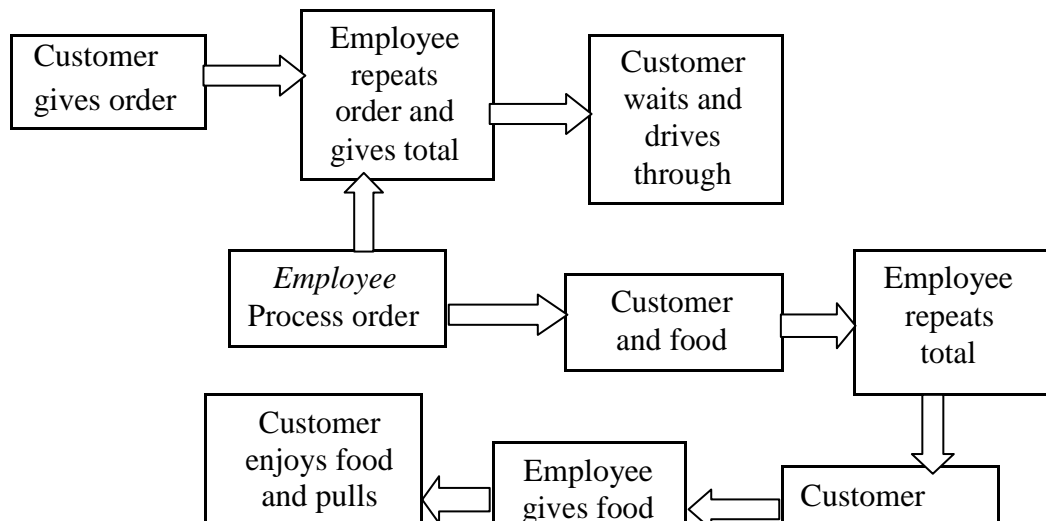 Customer
gives order
Employee
repeats
order and
gives total
Customer
waits and
drives
through
Employee
Process order
Customer
and food
Employee
repeats
total
Customer
enjoys food
and pulls
Employee
gives food
Customer